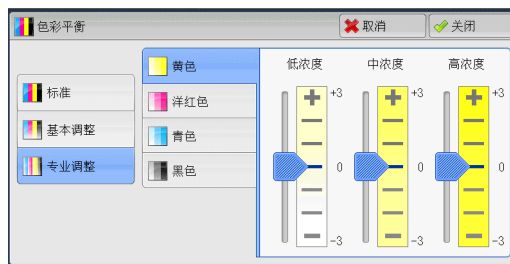 色彩平衡
取消
关闭
标准
基本调整
专业调整
黄色
洋红色
青色
黑色
低浓度 中浓度 高浓度
+3 +3 +3
0 0 0
-3 -3 -3